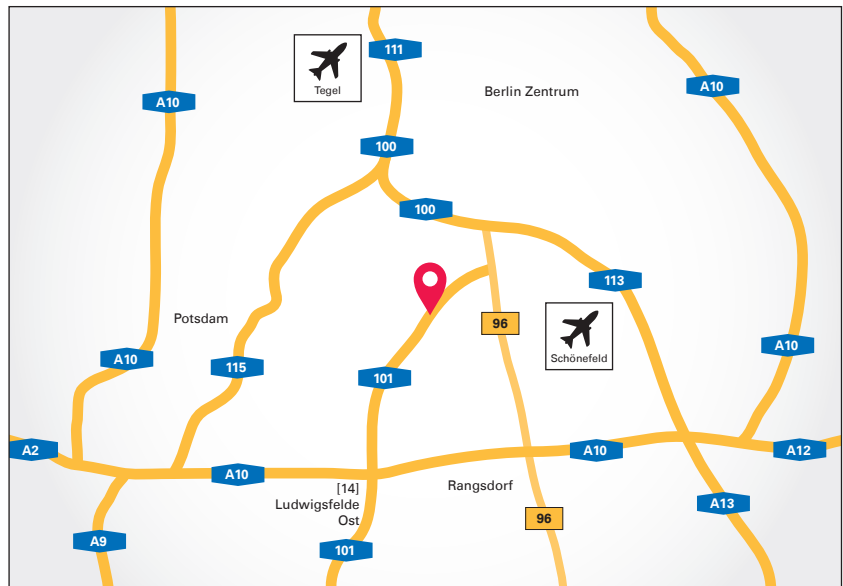 111
Tegel
A10
A10
Berlin Zentrum
100
100
113
Potsdam
96
Schönefeld
A10
A10
115
101
A2
A10
A10
A12
[14]
Ludwigsfelde
Ost
Rangsdorf
A13
96
A9
101